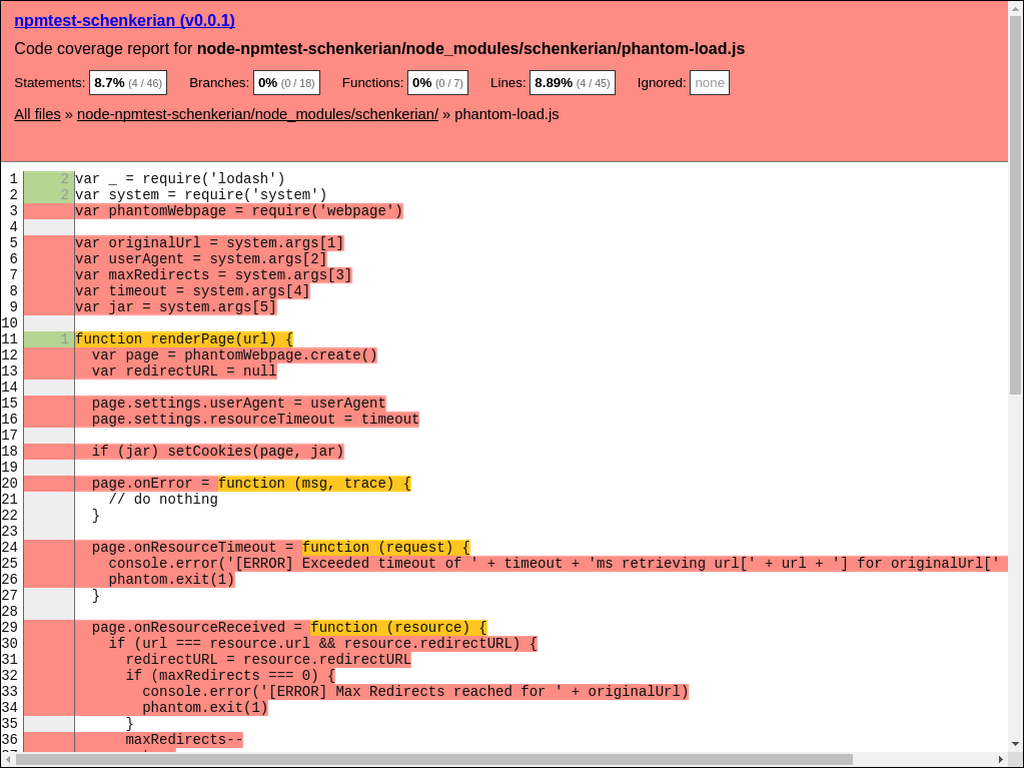 npmtest-schenkerian (v0.0.1)
Code coverage report for node-npmtest-schenkerian/node_modules/schenkerian/phantom-load.js
Statements: 8.7% (4 / 46) Branches: 0% (0 / 18) Functions: 0% (0 / 7) Lines: 8.89% (4 / 45) Ignored: none
All files » node-npmtest-schenkerian/node_modules/schenkerian/ » phantom-load.js
1 2 var _ = require('lodash')
2 2 var system = require('system')
3 var phantomWebpage = require('webpage')
4
5 var originalUrl = system.args[1]
6 var userAgent = system.args[2]
7 var maxRedirects = system.args[3]
8 var timeout = system.args[4]
9 var jar = system.args[5]
10
11 1 function renderPage(url) {
12 var page = phantomWebpage.create()
13 var redirectURL = null
14
15 page.settings.userAgent = userAgent
16 page.settings.resourceTimeout = timeout
17
18 if (jar) setCookies(page, jar)
19
20 page.onError = function (msg, trace) {
21 // do nothing
22 }
23
24 page.onResourceTimeout = function (request) {
25 console.error('[ERROR] Exceeded timeout of ' + timeout + 'ms retrieving url[' + url + '] for originalUrl['
26 phantom.exit(1)
27 }
28
29 page.onResourceReceived = function (resource) {
30 if (url === resource.url && resource.redirectURL) {
31 redirectURL = resource.redirectURL
32 if (maxRedirects === 0) {
33 console.error('[ERROR] Max Redirects reached for ' + originalUrl)
34 phantom.exit(1)
35 }
36 maxRedirects--